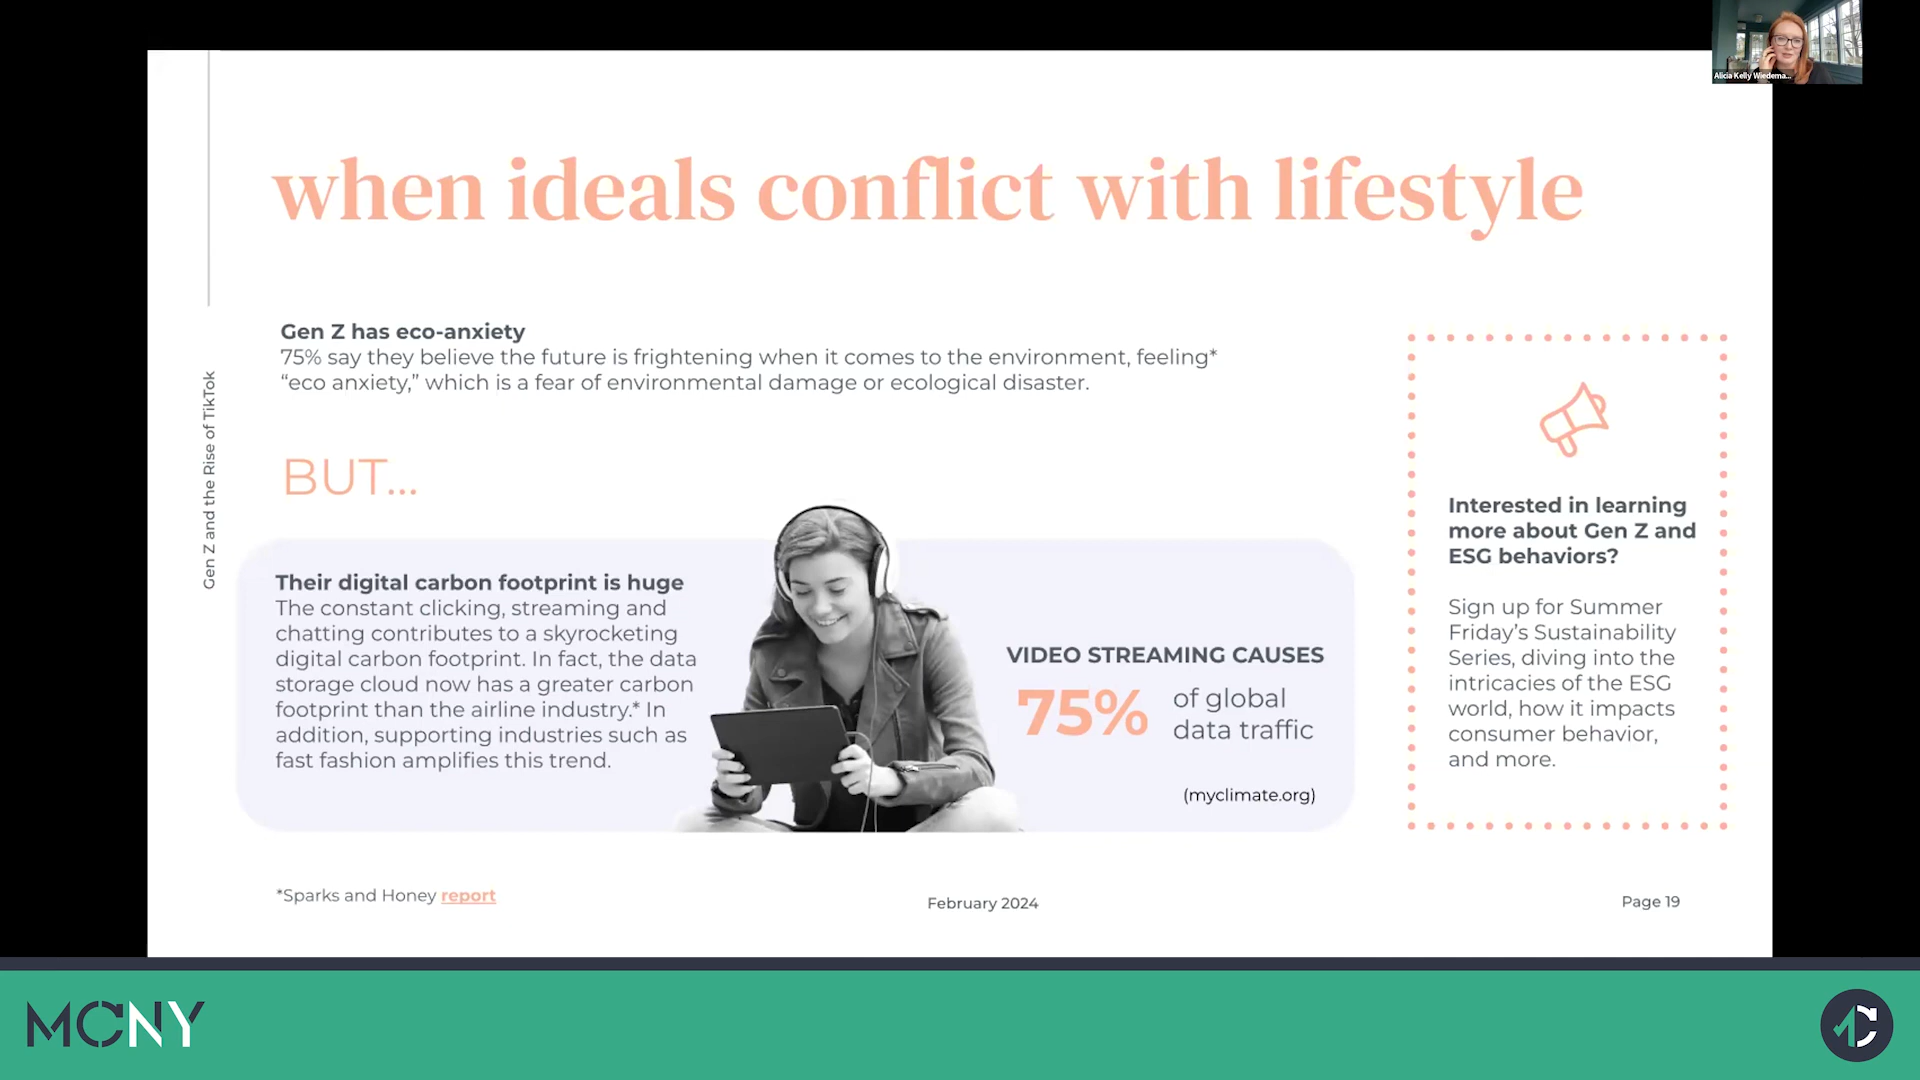 Alicia Kelly Wiedema...
when ideals conflict with lifestyle
Gen Z and the Rise of TikTok
Gen Z has eco-anxiety
75% say they believe the future is frightening when it comes to the environment, feeling*
“eco anxiety,” which is a fear of environmental damage or ecological disaster.
BUT...
Their digital carbon footprint is huge
The constant clicking, streaming and
chatting contributes to a skyrocketing
digital carbon footprint. In fact, the data
storage cloud now has a greater carbon
footprint than the airline industry.* In
addition, supporting industries such as
fast fashion amplifies this trend.
VIDEO STREAMING CAUSES
75%
of global
data traffic
(myclimate.org)
Interested in learning
more about Gen Z and
ESG behaviors?
Sign up for Summer
Friday’s Sustainability
Series, diving into the
intricacies of the ESG
world, how it impacts
consumer behavior,
and more.
*Sparks and Honey report
February 2024
Page 19
MCNY